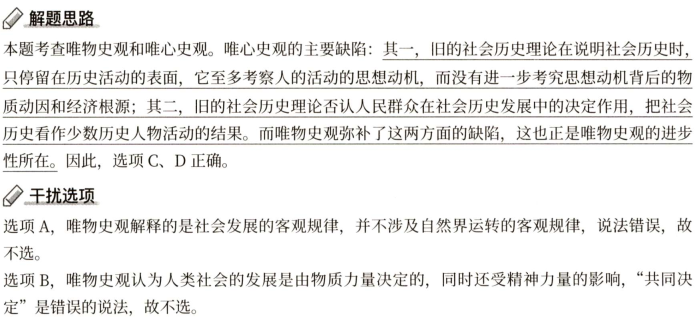 解题思路
本题考查唯物史观和唯心史观。唯心史观的主要缺陷：其一，旧的社会历史理论在说明社会历史时，
只停留在历史活动的表面，它至多考察人的活动的思想动机，而没有进一步考究思想动机背后的物
质动因和经济根源；其二，旧的社会历史理论否认人民群众在社会历史发展中的决定作用，把社会
历史看作少数历史人物活动的结果。而唯物史观弥补了这两方面的缺陷，这也正是唯物史观的进步
性所在。因此，选项 C、D 正确。
干扰选项
选项 A，唯物史观解释的是社会发展的客观规律，并不涉及自然界运转的客观规律，说法错误，故
不选。
选项 B，唯物史观认为人类社会的发展是由物质力量决定的，同时还受精神力量的影响，“共同决
定”是错误的说法，故不选。